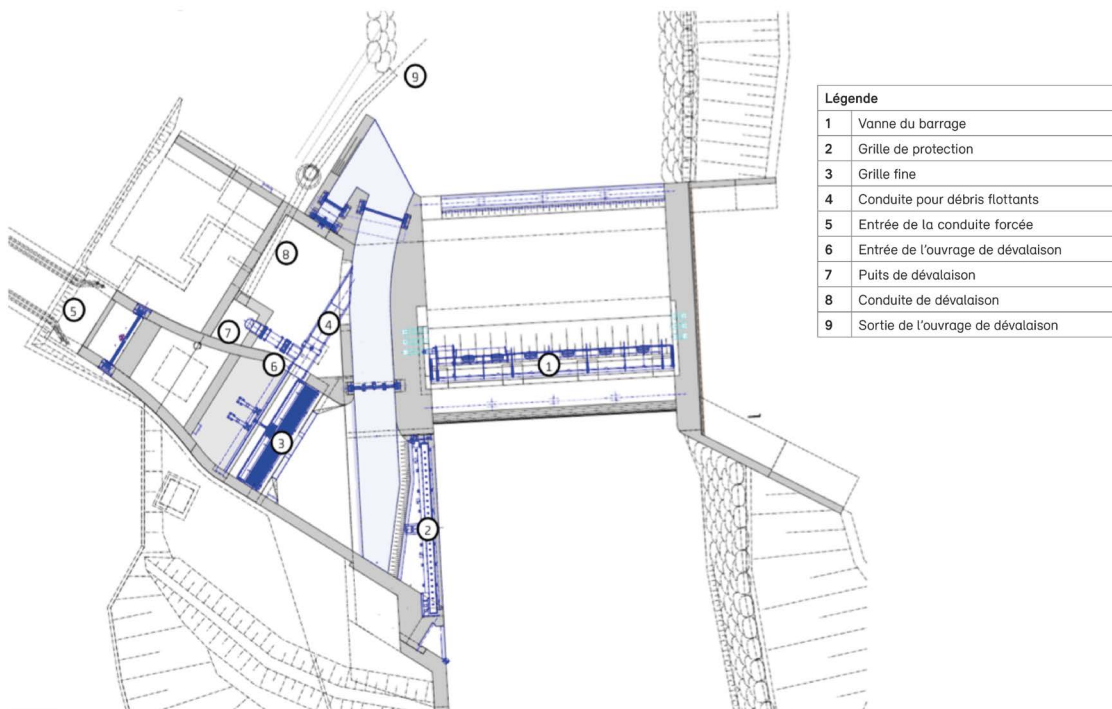 9
8
5
7
4
6
1
3
2
Légende
1 Vanne du barrage
2 Grille de protection
3 Grille fine
4 Conduite pour débris flottants
5 Entrée de la conduite forcée
6 Entrée de l'ouvrage de dévalaison
7 Puits de dévalaison
8 Conduite de dévalaison
9 Sortie de l'ouvrage de dévalaison